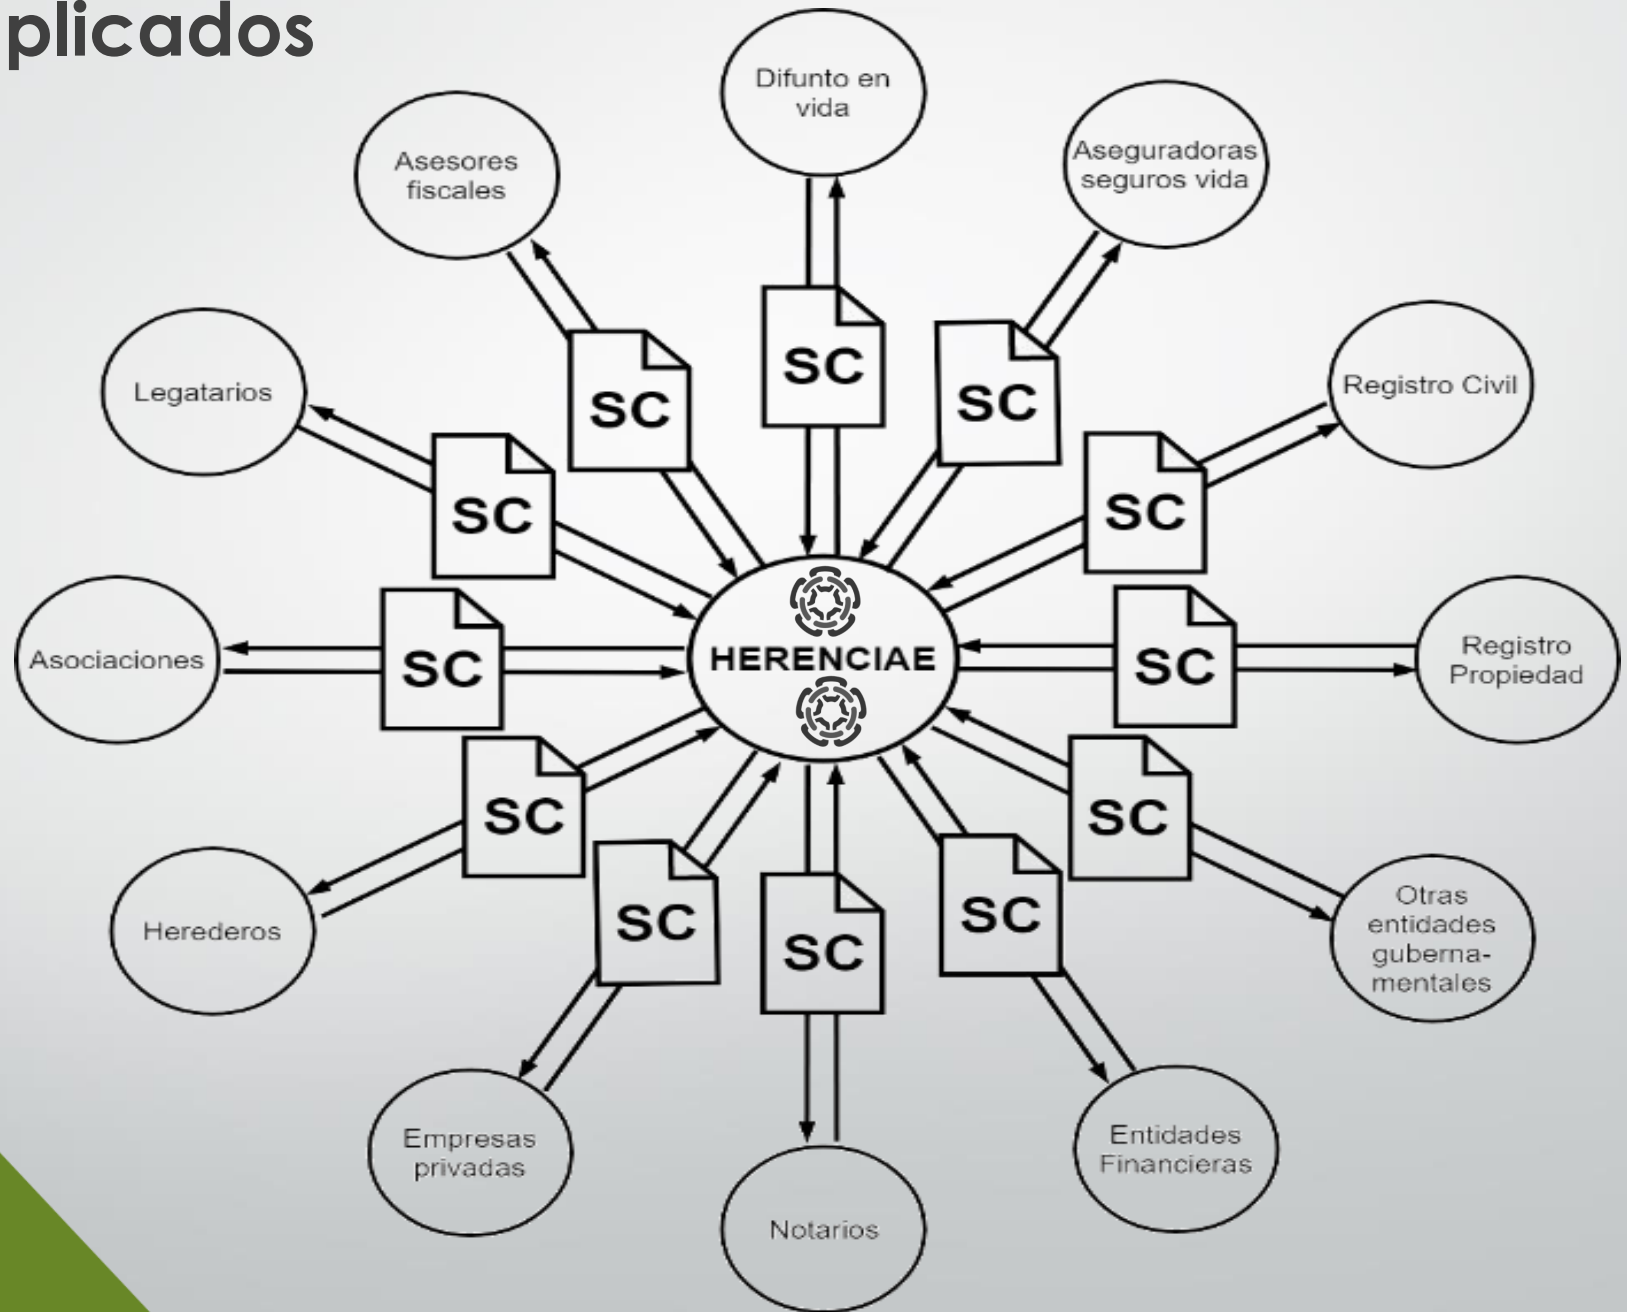 plicados
Difunto en
vida
Asesores
fiscales
Aseguradoras
seguros vida
Legatarios
Registro Civil
SC
SC
SC
SC
SC
Asociaciones
SC
HERENCIAE
SC
Registro
Propiedad
SC
SC
SC
SC
SC
Herederos
Otras
entidades
guberna-
mentales
Empresas
privadas
Entidades
Financieras
Notarios